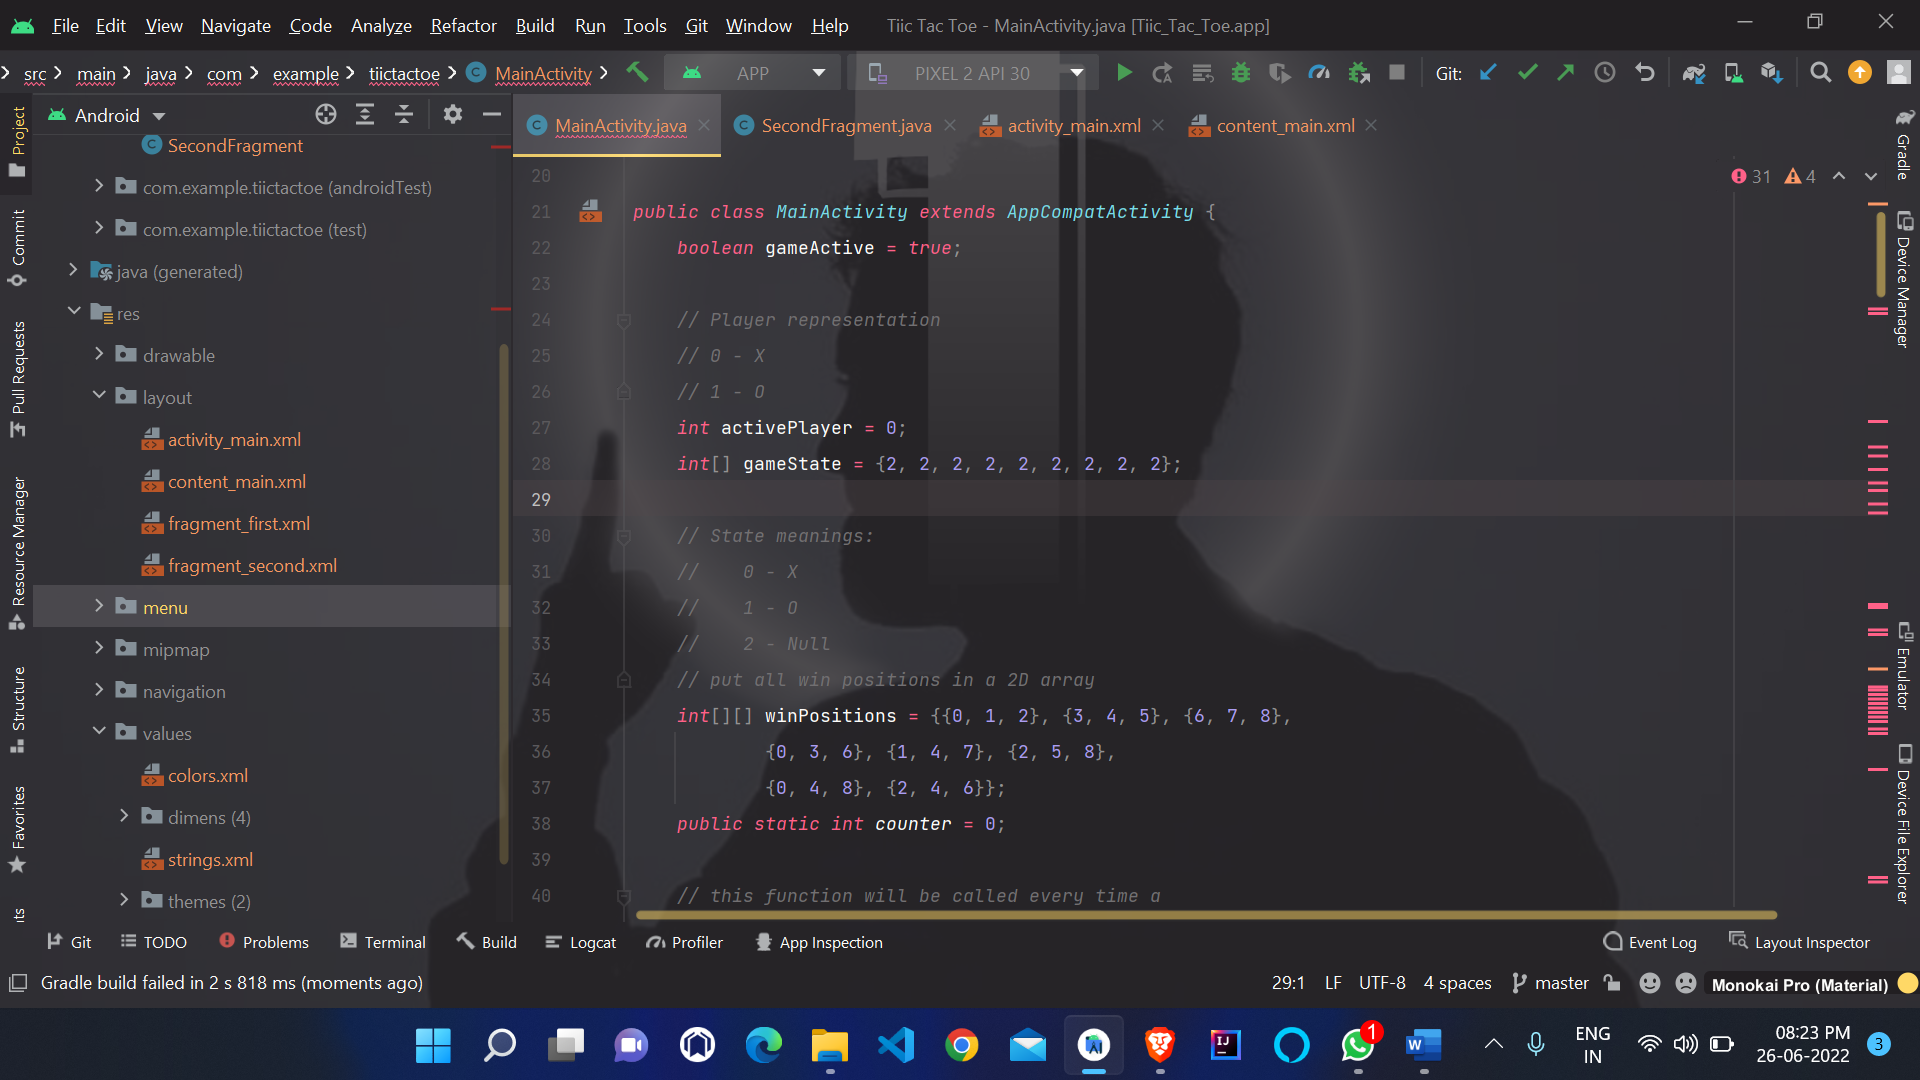 File Edit View Navigate Code Analyze Refactor Build Run Tools Git Window Help Tiic Tac Toe - MainActivity.java [Tiic_Tac_Toe.app]
src main java com example tiictactoe MainActivity APP PIXEL 2 API 30 Git:
Android
MainActivity.java SecondFragment.java activity_main.xml content_main.xml
SecondFragment
com.example.tiictactoe (androidTest)
com.example.tiictactoe (test)
java (generated)
res
drawable
layout
activity_main.xml
content_main.xml
fragment_first.xml
fragment_second.xml
menu
mipmap
navigation
values
colors.xml
dimens (4)
strings.xml
themes (2)
Project
Commit
Pull Requests
Resource Manager
Structure
Favorites
31 4
20
21 public class MainActivity extends AppCompatActivity {
22 boolean gameActive = true;
23
24 // Player representation
25 // 0 - X
26 // 1 - O
27 int activePlayer = 0;
28 int[] gameState = {2, 2, 2, 2, 2, 2, 2, 2, 2};
29
30 // State meanings:
31 // 0 - X
32 // 1 - O
33 // 2 - Null
34 // put all win positions in a 2D array
35 int[][] winPositions = {{0, 1, 2}, {3, 4, 5}, {6, 7, 8},
36 {0, 3, 6}, {1, 4, 7}, {2, 5, 8},
37 {0, 4, 8}, {2, 4, 6}};
38 public static int counter = 0;
39
40 // this function will be called every time a
Gradle
Device Manager
Emulator
Device File Explorer
Git TODO Problems Terminal Build Logcat Profiler App Inspection Event Log Layout Inspector
Gradle build failed in 2 s 818 ms (moments ago) 29:1 LF UTF-8 4 spaces master Monokai Pro (Material)
1
ENG
IN
08:23 PM
26-06-2022
3